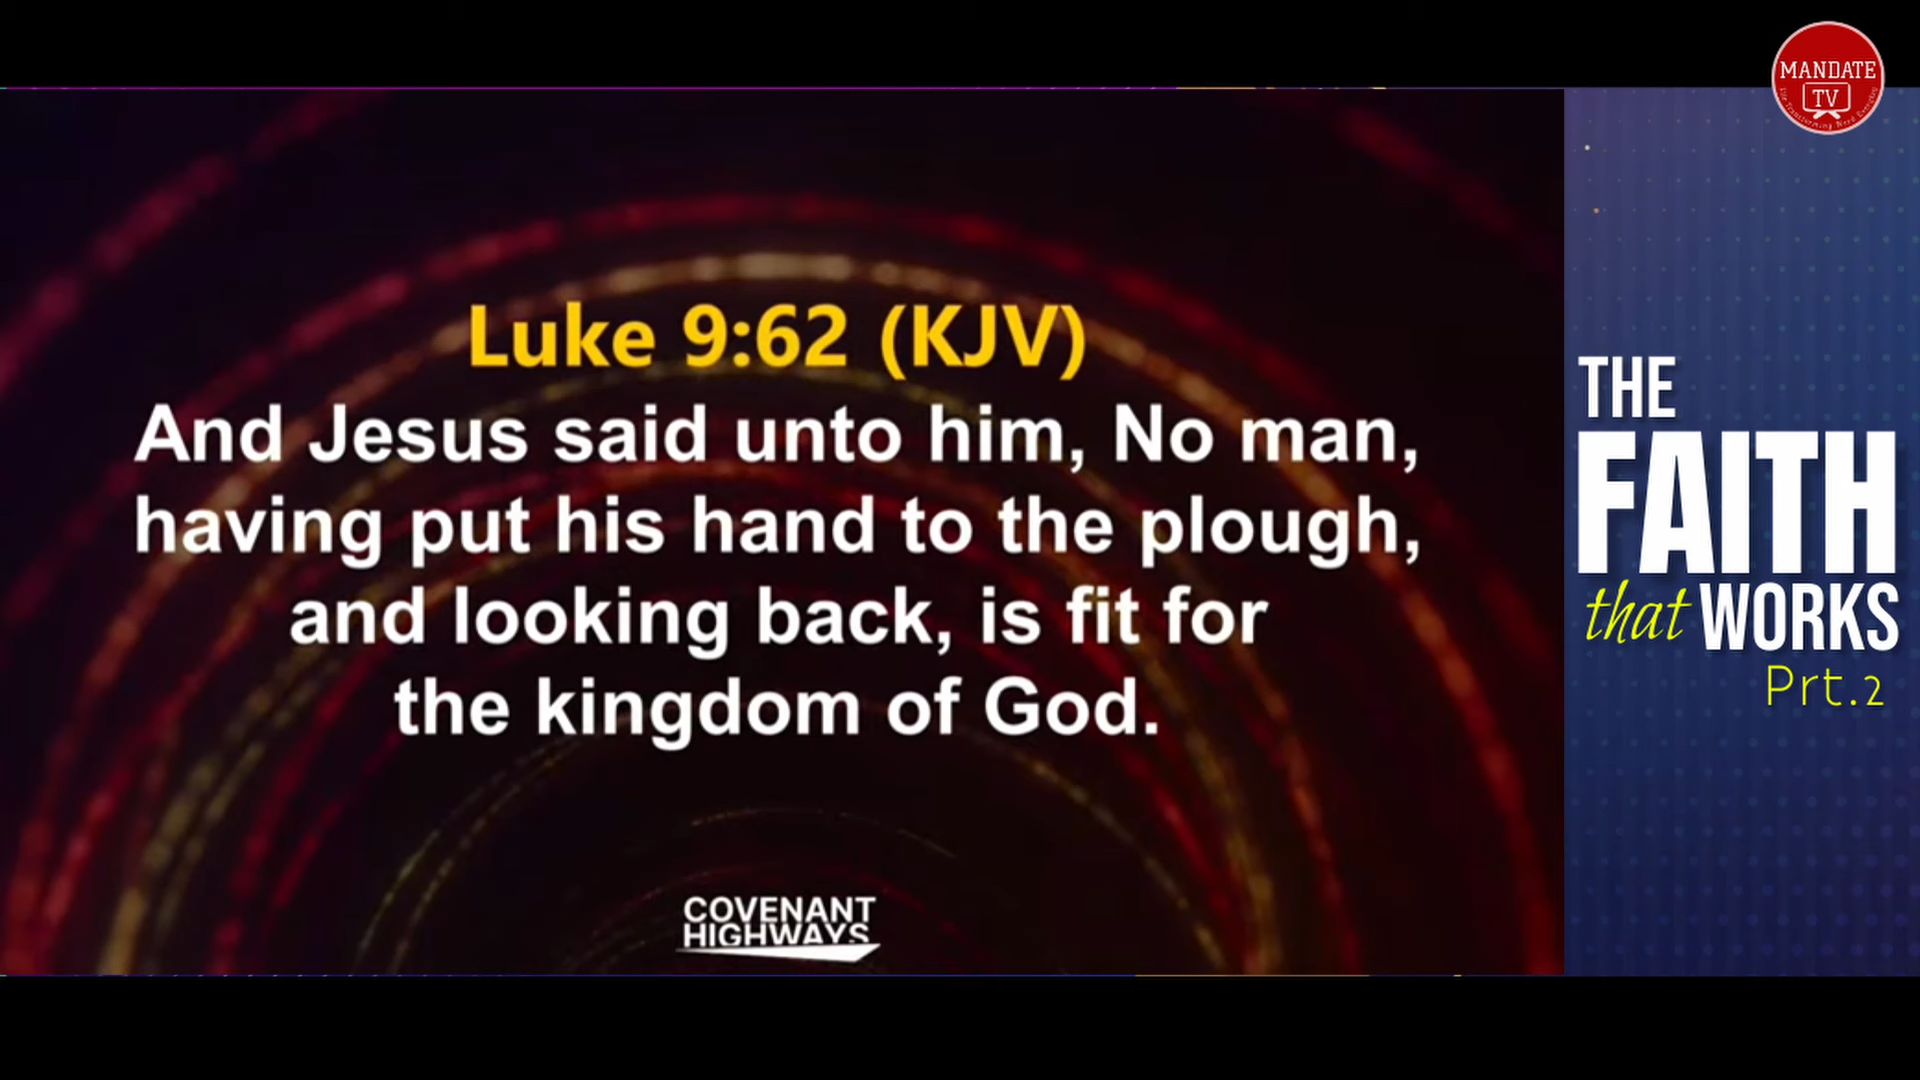 MANDATE
TV
Luke 9:62 (KJV)
And Jesus said unto him, No man,
having put his hand to the plough,
and looking back, is fit for
the kingdom of God.
COVENANT
HIGHWAYS
THE
FAITH
that WORKS
Prt.2